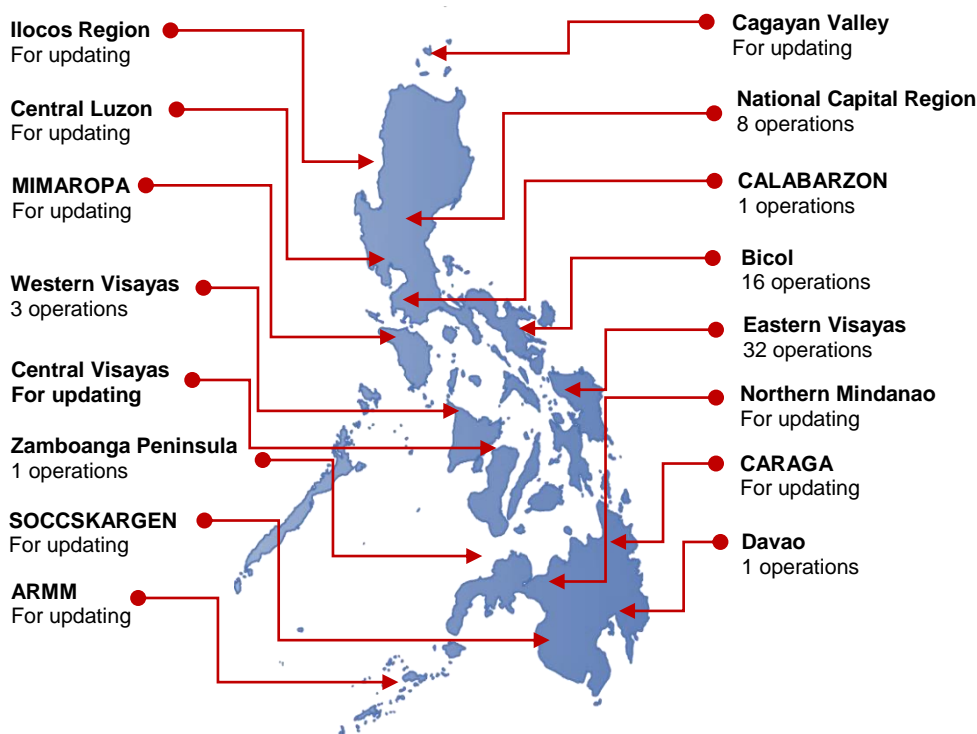 Ilocos Region
For updating
Central Luzon
For updating
MIMAROPA
For updating
Western Visayas
3 operations
Central Visayas
For updating
Zamboanga Peninsula
1 operations
SOCCSKARGEN
For updating
ARMM
For updating
Cagayan Valley
For updating
National Capital Region
8 operations
CALABARZON
1 operations
Bicol
16 operations
Eastern Visayas
32 operations
Northern Mindanao
For updating
CARAGA
For updating
Davao
1 operations